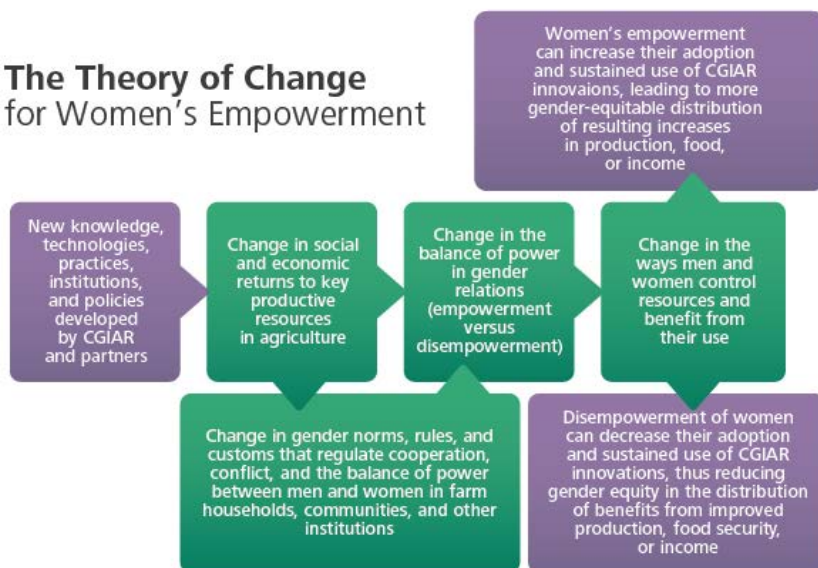 The Theory of Change
for Women's Empowerment
Women's empowerment
can increase their adoption
and sustained use of CGIAR
innovaions, leading to more
gender-equitable distribution
of resulting increases
in production, food,
or income
New knowledge,
technologies,
practices,
institutions,
and policies
developed
by CGIAR
and partners
Change in social
and economic
returns to key
productive
resources
in agriculture
Change in the
balance of power
in gender
relations
(empowerment
versus
disempowerment)
Change in the
ways men and
women control
resources and
benefit from
their use
Change in gender norms, rules, and
customs that regulate cooperation,
conflict, and the balance of power
between men and women in farm
households, communities, and other
institutions
Disempowerment of women
can decrease their adoption
and sustained use of CGIAR
innovations, thus reducing
gender equity in the distribution
of benefits from improved
production, food security,
or income